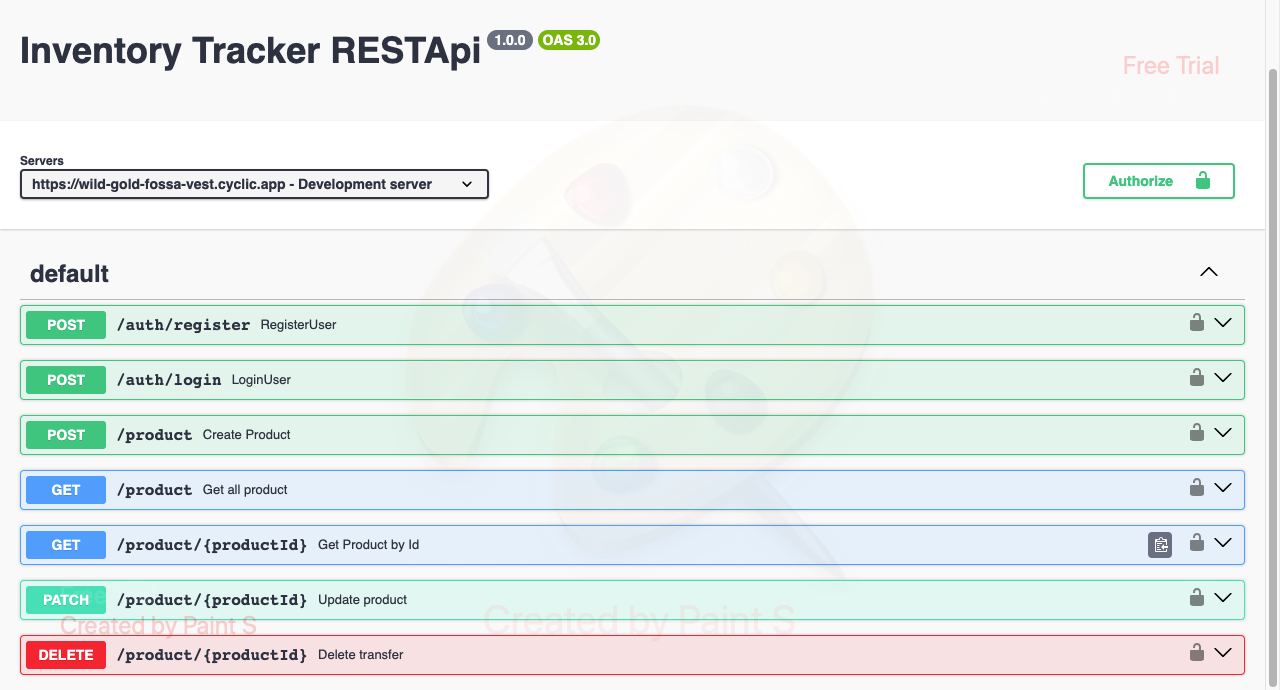 Inventory Tracker RESTApi 1.0.0 OAS 3.0
Free Trial
Servers
https://wild-gold-fossa-vest.cyclic.app - Development server
Authorize
default
POST /auth/register RegisterUser
POST /auth/login LoginUser
POST /product Create Product
GET /product Get all product
GET /product/{productId} Get Product by Id
PATCH /product/{productId} Update product
Created by Paint S
Created by Paint S
DELETE /product/{productId} Delete transfer